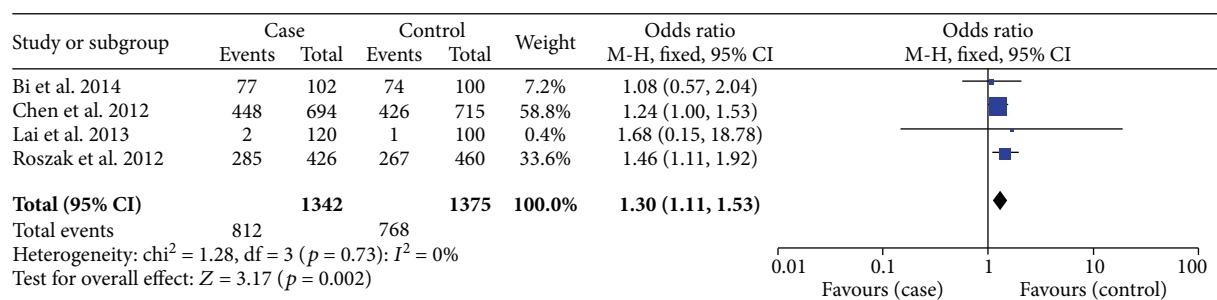 Study or subgroup Case Control Weight Odds ratio Odds ratio
Events Total Events Total M-H, fixed, 95% CI M-H, fixed, 95% CI
Bi et al. 2014 77 102 74 100 7.2% 1.08 (0.57, 2.04)
Chen et al. 2012 448 694 426 715 58.8% 1.24 (1.00, 1.53)
Lai et al. 2013 2 120 1 100 0.4% 1.68 (0.15, 18.78)
Roszak et al. 2012 285 426 267 460 33.6% 1.46 (1.11, 1.92)
Total (95% CI) 1342 1375 100.0% 1.30 (1.11, 1.53)
Total events 812 768
Heterogeneity: chi² = 1.28, df = 3 (p = 0.73): I² = 0%
Test for overall effect: Z = 3.17 (p = 0.002)
0.01 0.1 1 10 100
Favours (case) Favours (control)